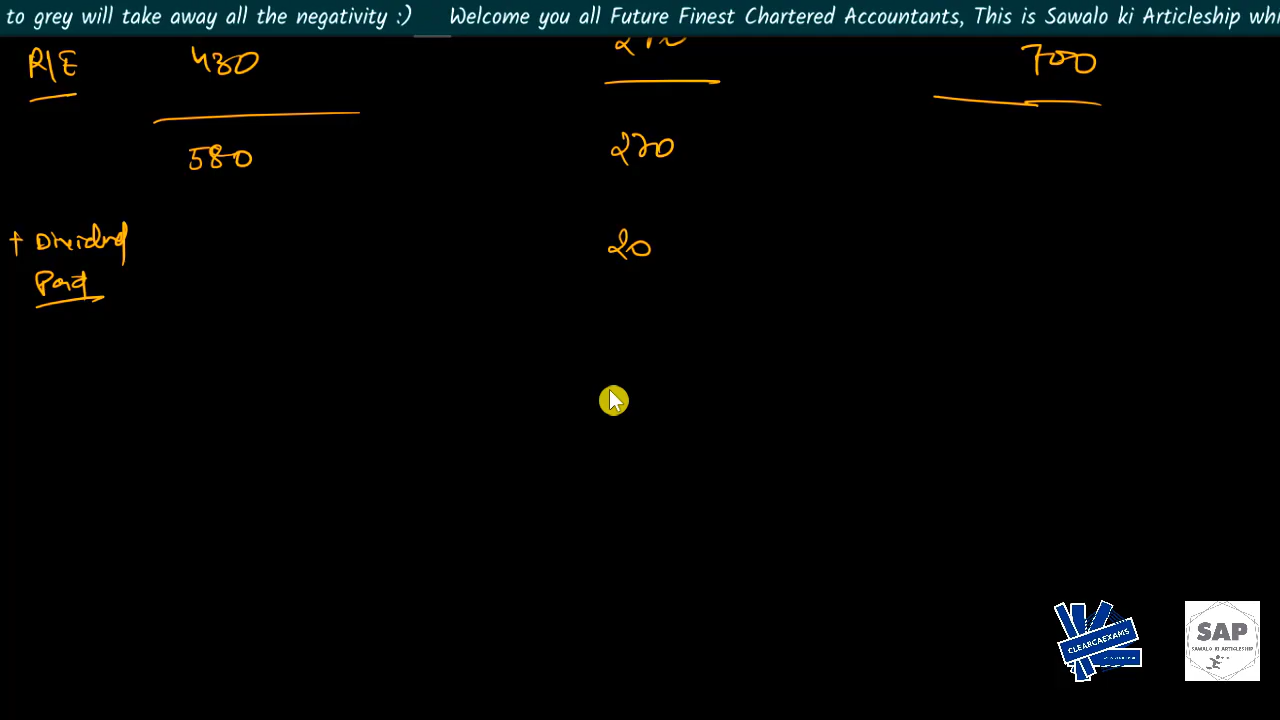 to grey will take away all the negativity :) Welcome you all Future Finest Chartered Accountants, This is Sawalo ki Articleship whi
R/E 430 700
580 270
+ Dividend 20
Paid
CLEARCAEXAMS
SAP
SAWALO KI ARTICLESHIP